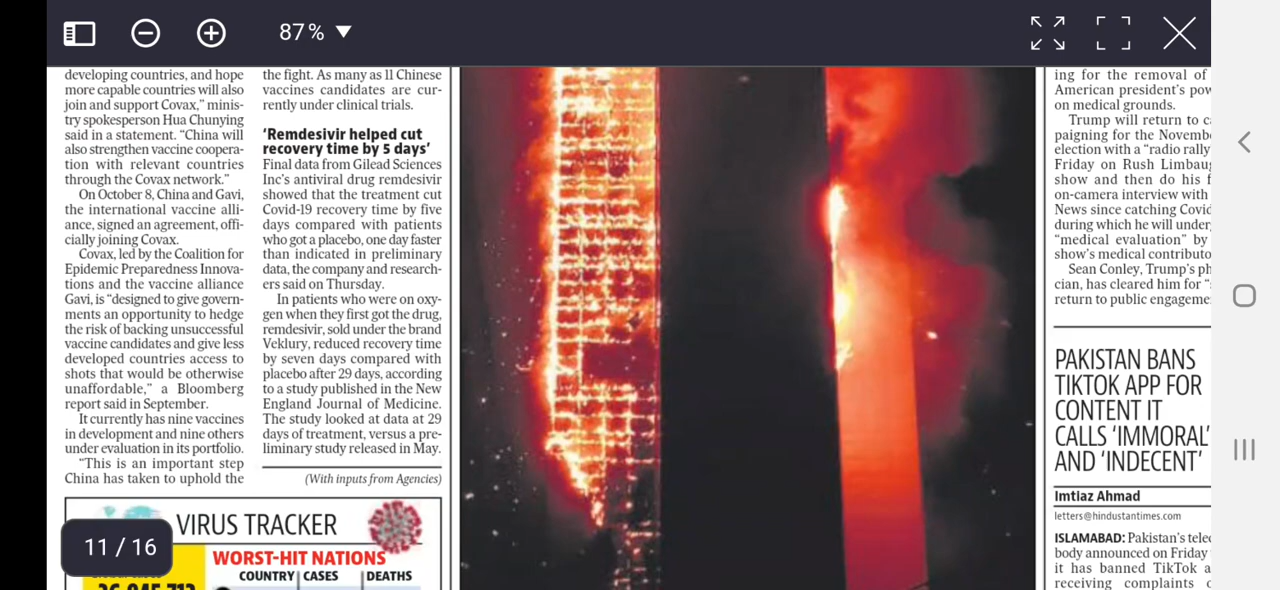 87%
developing countries, and hope
more capable countries will also
join and support Covax,” minis-
try spokesperson Hua Chunying
said in a statement. “China will
also strengthen vaccine coopera-
tion with relevant countries
through the Covax network.”
On October 8, China and Gavi,
the international vaccine alli-
ance, signed an agreement, offi-
cially joining Covax.
Covax, led by the Coalition for
Epidemic Preparedness Innova-
tions and the vaccine alliance
Gavi, is “designed to give govern-
ments an opportunity to hedge
the risk of backing unsuccessful
vaccine candidates and give less
developed countries access to
shots that would be otherwise
unaffordable,” a Bloomberg
report said in September.
It currently has nine vaccines
in development and nine others
under evaluation in its portfolio.
“This is an important step
China has taken to uphold the
the fight. As many as 11 Chinese
vaccines candidates are cur-
rently under clinical trials.
‘Remdesivir helped cut
recovery time by 5 days’
Final data from Gilead Sciences
Inc’s antiviral drug remdesivir
showed that the treatment cut
Covid-19 recovery time by five
days compared with patients
who got a placebo, one day faster
than indicated in preliminary
data, the company and research-
ers said on Thursday.
In patients who were on oxy-
gen when they first got the drug,
remdesivir, sold under the brand
Veklury, reduced recovery time
by seven days compared with
placebo after 29 days, according
to a study published in the New
England Journal of Medicine.
The study looked at data at 29
days of treatment, versus a pre-
liminary study released in May.
(With inputs from Agencies)
VIRUS TRACKER
11 / 16
WORST-HIT NATIONS
COUNTRY CASES DEATHS
ing for the removal of
American president’s pow
on medical grounds.
Trump will return to ca
paigning for the Novembe
election with a “radio rally
Friday on Rush Limbaug
show and then do his f
on-camera interview with
News since catching Covid
during which he will under
“medical evaluation” by
show’s medical contributo
Sean Conley, Trump’s ph
cian, has cleared him for “s
return to public engageme
PAKISTAN BANS
TIKTOK APP FOR
CONTENT IT
CALLS ‘IMMORAL’
AND ‘INDECENT’
Imtiaz Ahmad
letters@hindustantimes.com
ISLAMABAD: Pakistan’s telec
body announced on Friday
it has banned TikTok a
receiving complaints o